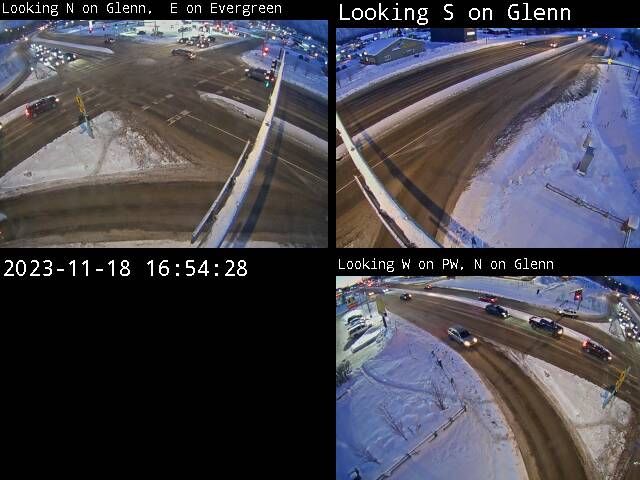 Looking N on Glenn, E on Evergreen
Looking S on Glenn
2023-11-18 16:54:28
Looking W on PW, N on Glenn